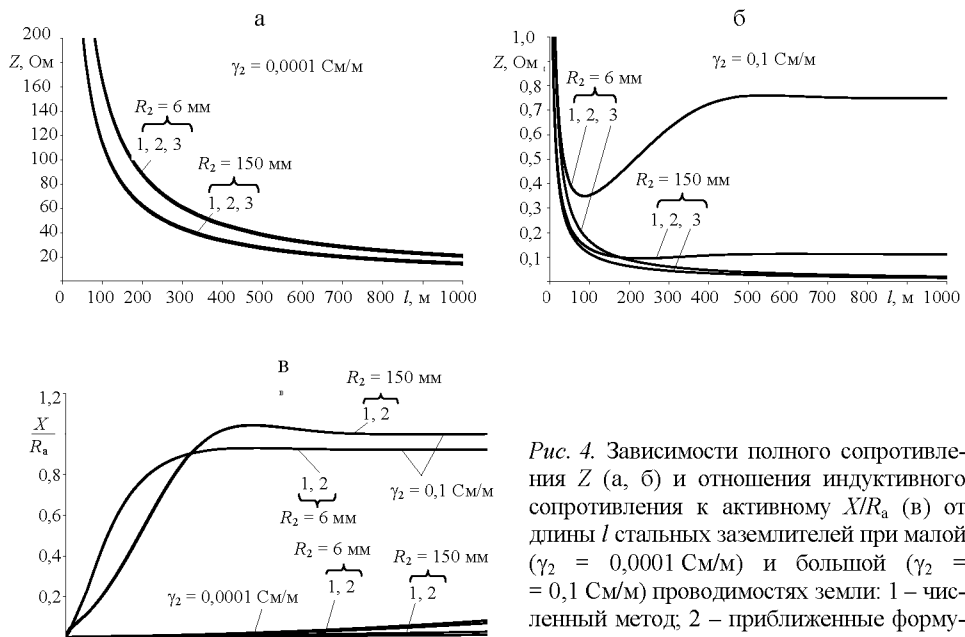 а
200
Z, Ом
180
160
140
120
100
80
60
40
20
γ₂ = 0,0001 См/м
R₂ = 6 мм
1, 2, 3
R₂ = 150 мм
1, 2, 3
0 100 200 300 400 500 600 700 800 1000
l, м
б
1,0
Z, Ом
0,8
0,7
0,6
0,5
0,4
0,3
0,2
0,1
γ₂ = 0,1 См/м
R₂ = 6 мм
1, 2, 3
R₂ = 150 мм
1, 2, 3
0 100 200 300 400 500 600 700 800 1000
l, м
в
в
1,2
X
Rₐ
0,8
0,6
0,4
0,2
R₂ = 150 мм
1, 2
1, 2
R₂ = 6 мм
γ₂ = 0,1 См/м
R₂ = 6 мм
1, 2
R₂ = 150 мм
1, 2
γ₂ = 0,0001 См/м
Рис. 4. Зависимости полного сопротивле-
ния Z (а, б) и отношения индуктивного
сопротивления к активному X/Rₐ (в) от
длины l стальных заземлителей при малой
(γ₂ = 0,0001 См/м) и большой (γ₂ =
= 0,1 См/м) проводимостях земли: 1 – чис-
ленный метод; 2 – приближенные форму-